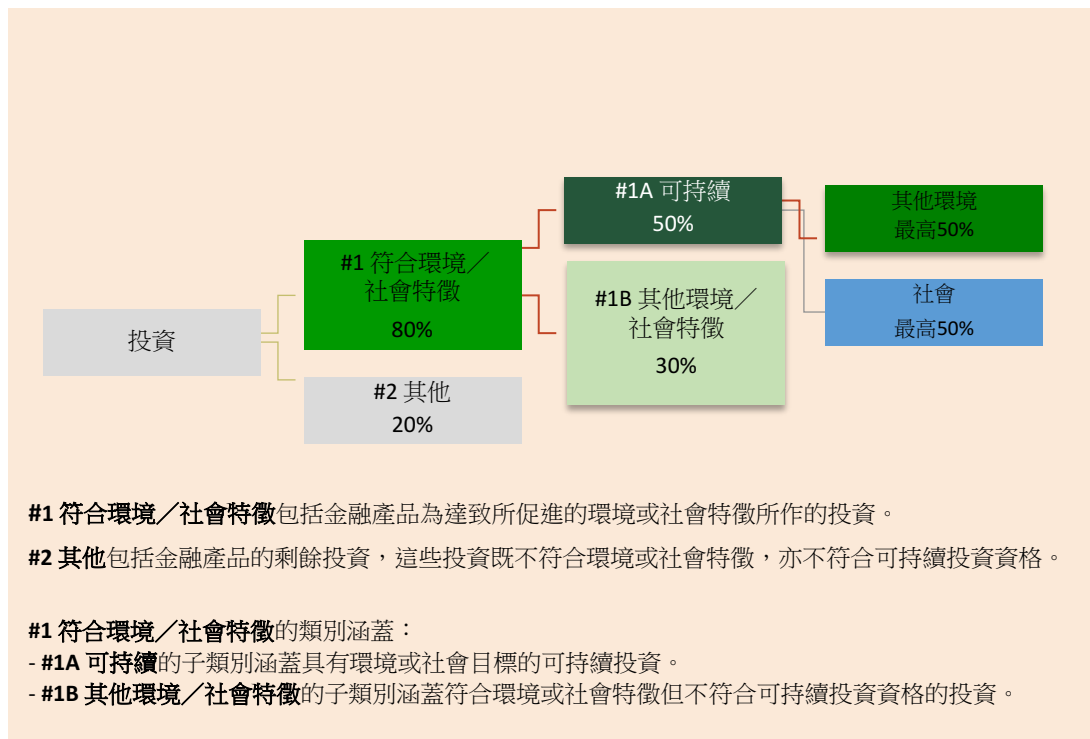 投資
#1 符合環境／
社會特徵
80%
#2 其他
20%
#1A 可持續
50%
#1B 其他環境／
社會特徵
30%
其他環境
最高50%
社會
最高50%
#1 符合環境／社會特徵包括金融產品為達致所促進的環境或社會特徵所作的投資。
#2 其他包括金融產品的剩餘投資，這些投資既不符合環境或社會特徵，亦不符合可持續投資資格。
#1 符合環境／社會特徵的類別涵蓋：
- #1A 可持續的子類別涵蓋具有環境或社會目標的可持續投資。
- #1B 其他環境／社會特徵的子類別涵蓋符合環境或社會特徵但不符合可持續投資資格的投資。